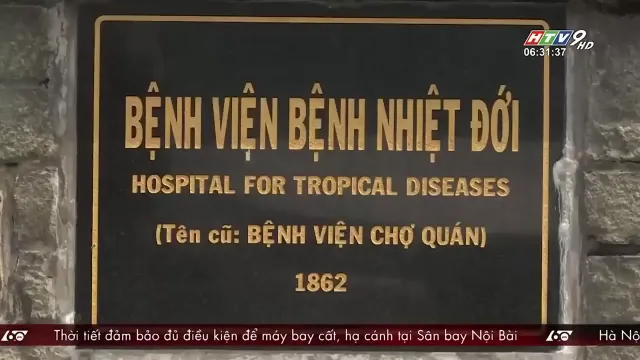 HTV9 HD
06:31:37
BỆNH VIỆN BỆNH NHIỆT ĐỚI
HOSPITAL FOR TROPICAL DISEASES
(Tên cũ: BỆNH VIỆN CHỢ QUÁN)
1862
60 Thời tiết đảm bảo đủ điều kiện để máy bay cất, hạ cánh tại Sân bay Nội Bài 60 Hà Nộ